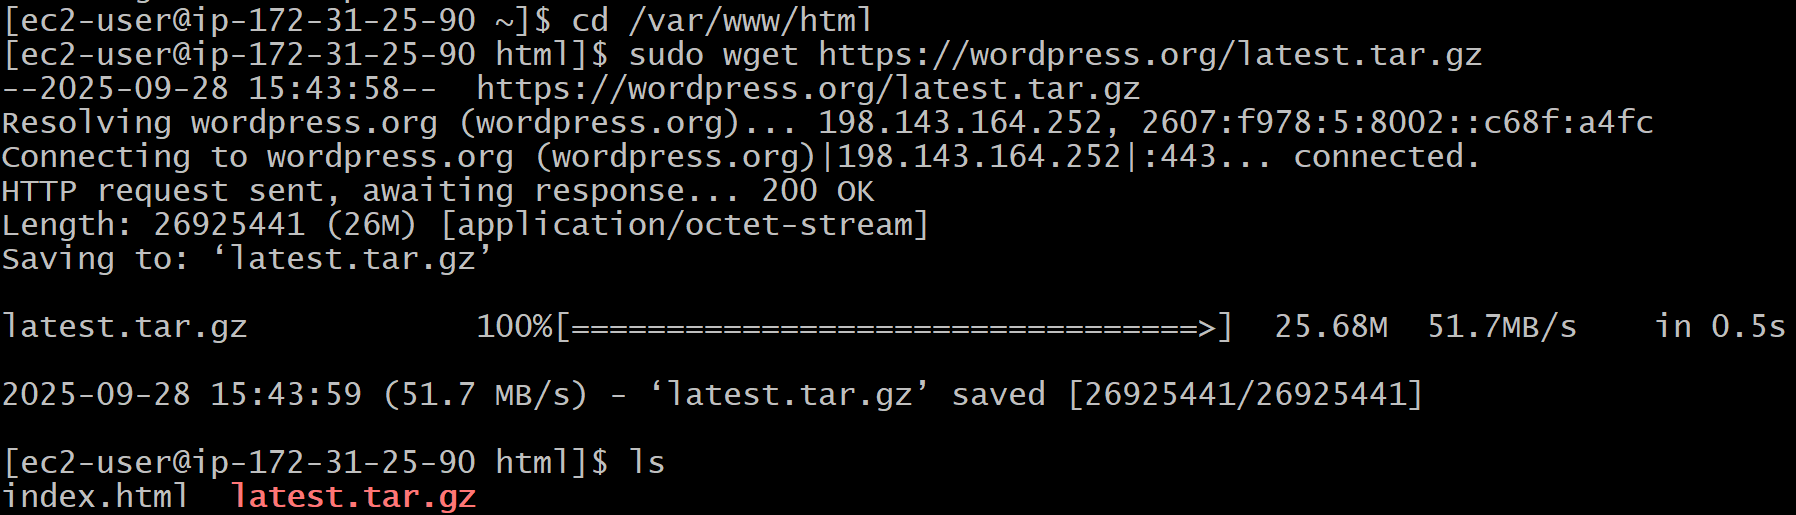 [ec2-user@ip-172-31-25-90 ~]$ cd /var/www/html
[ec2-user@ip-172-31-25-90 html]$ sudo wget https://wordpress.org/latest.tar.gz
--2025-09-28 15:43:58--  https://wordpress.org/latest.tar.gz
Resolving wordpress.org (wordpress.org)... 198.143.164.252, 2607:f978:5:8002::c68f:a4fc
Connecting to wordpress.org (wordpress.org)|198.143.164.252|:443... connected.
HTTP request sent, awaiting response... 200 OK
Length: 26925441 (26M) [application/octet-stream]
Saving to: ‘latest.tar.gz’
latest.tar.gz            100%[=================================>]  25.68M  51.7MB/s    in 0.5s
2025-09-28 15:43:59 (51.7 MB/s) - ‘latest.tar.gz’ saved [26925441/26925441]
[ec2-user@ip-172-31-25-90 html]$ ls
index.html  latest.tar.gz